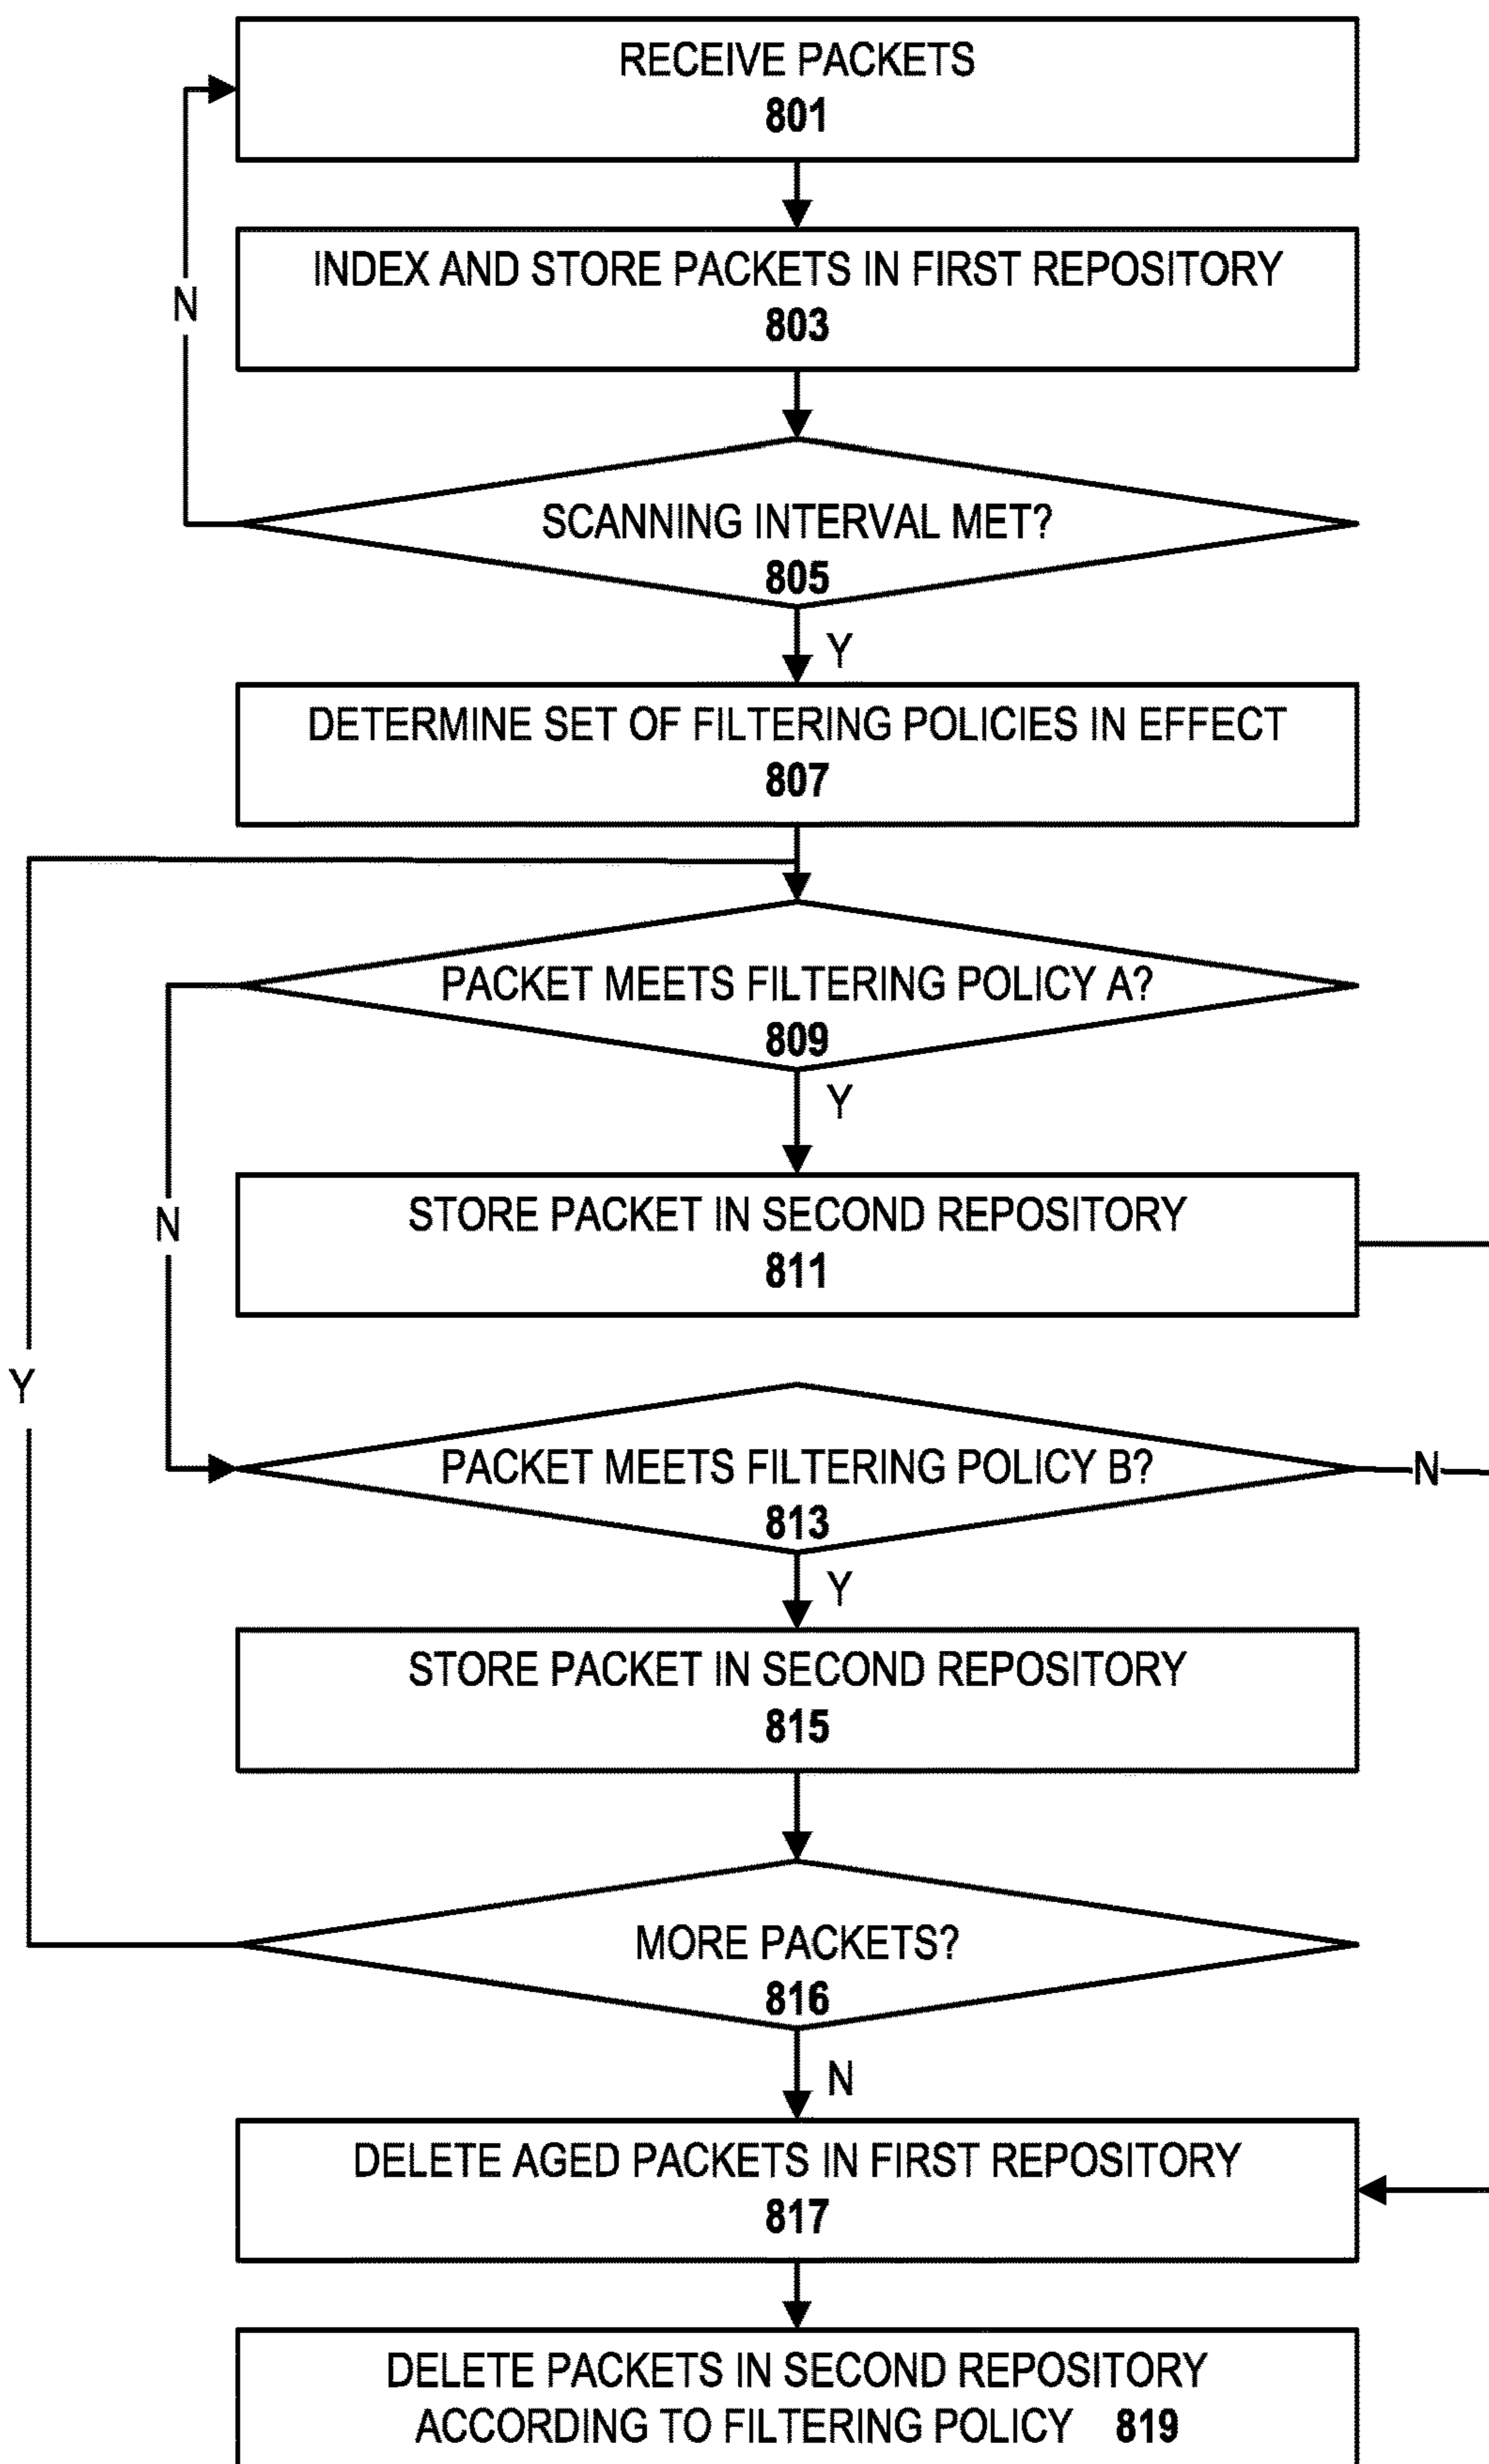 RECEIVE PACKETS
801
INDEX AND STORE PACKETS IN FIRST REPOSITORY
803
N
SCANNING INTERVAL MET?
805
Y
DETERMINE SET OF FILTERING POLICIES IN EFFECT
807
PACKET MEETS FILTERING POLICY A?
809
Y
STORE PACKET IN SECOND REPOSITORY
811
N
Y
PACKET MEETS FILTERING POLICY B?
N
813
Y
STORE PACKET IN SECOND REPOSITORY
815
MORE PACKETS?
816
N
DELETE AGED PACKETS IN FIRST REPOSITORY
817
DELETE PACKETS IN SECOND REPOSITORY
ACCORDING TO FILTERING POLICY 819